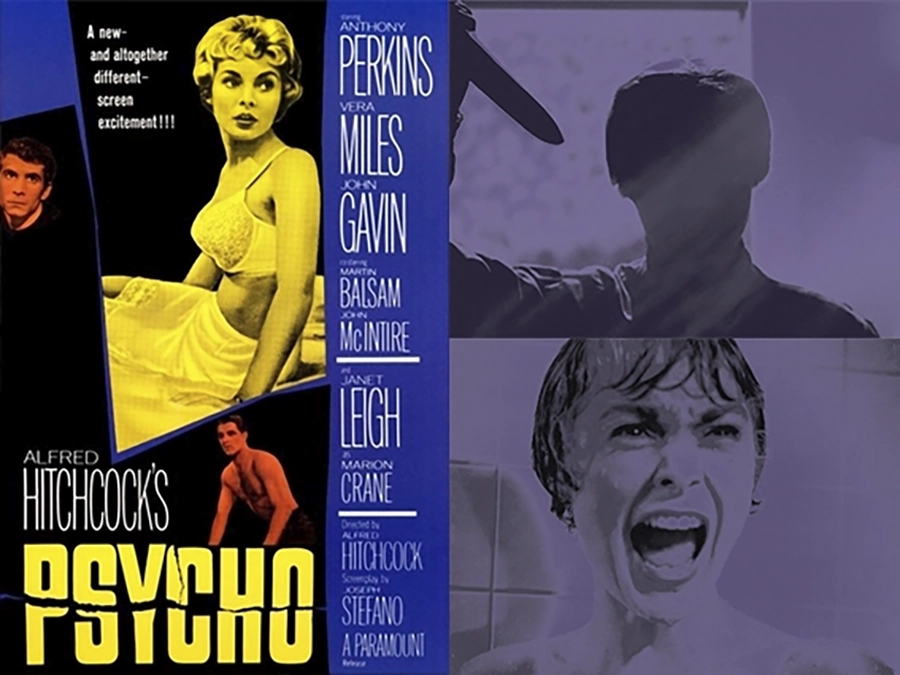 A new-
and altogether
different-
screen
excitement!!!
starring
ANTHONY
PERKINS
VERA
MILES
JOHN
GAVIN
co-starring
MARTIN
BALSAM
JOHN
McINTIRE
and
JANET
LEIGH
as
MARION
CRANE
Directed by
ALFRED
HITCHCOCK
Screenplay by
JOSEPH
STEFANO
A PARAMOUNT
Release
ALFRED
HITCHCOCK'S
PSYCHO